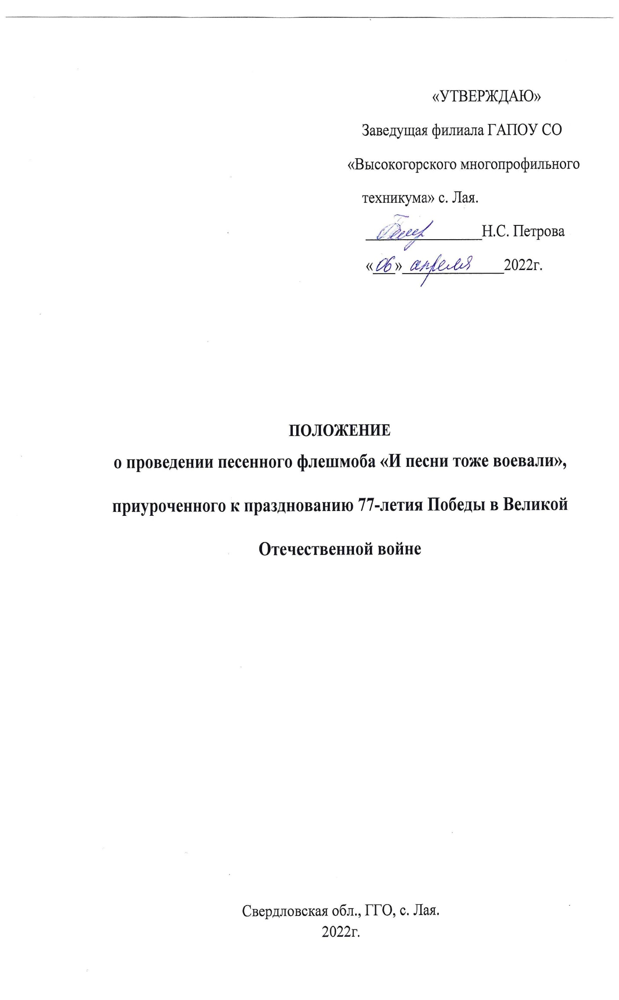 «УТВЕРЖДАЮ»
Заведущая филиала ГАПОУ СО
«Высокогорского многопрофильного
техникума» с. Лая.
Н.С. Петрова
«06» апреля 2022г.
ПОЛОЖЕНИЕ
о проведении песенного флешмоба «И песни тоже воевали»,
приуроченного к празднованию 77-летия Победы в Великой
Отечественной войне
Свердловская обл., ГГО, с. Лая.
2022г.